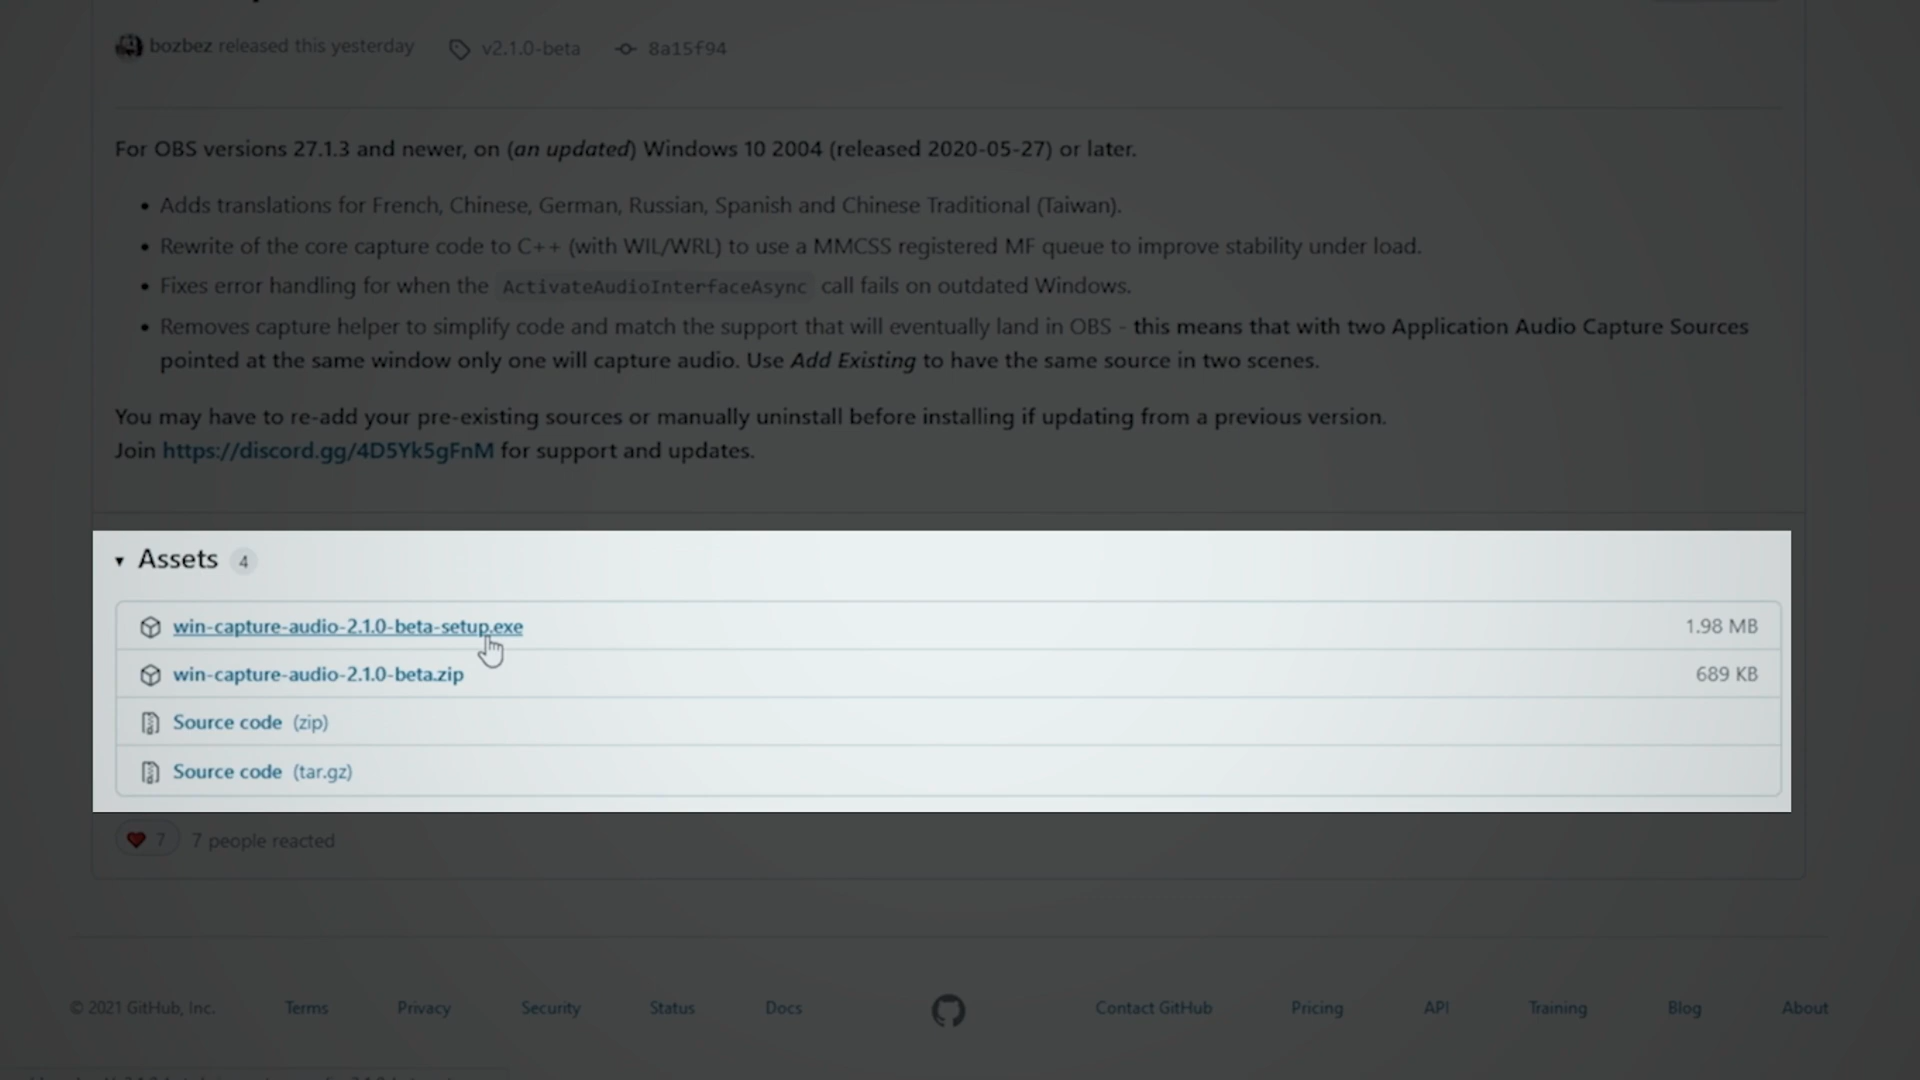 bozbez released this yesterday v2.1.0-beta 8a15f94
For OBS versions 27.1.3 and newer, on (an updated) Windows 10 2004 (released 2020-05-27) or later.
• Adds translations for French, Chinese, German, Russian, Spanish and Chinese Traditional (Taiwan).
• Rewrite of the core capture code to C++ (with WIL/WRL) to use a MMCSS registered MF queue to improve stability under load.
• Fixes error handling for when the ActivateAudioInterfaceAsync call fails on outdated Windows.
• Removes capture helper to simplify code and match the support that will eventually land in OBS - this means that with two Application Audio Capture Sources
pointed at the same window only one will capture audio. Use Add Existing to have the same source in two scenes.
You may have to re-add your pre-existing sources or manually uninstall before installing if updating from a previous version.
Join https://discord.gg/4D5Yk5gFnM for support and updates.
Assets 4
win-capture-audio-2.1.0-beta-setup.exe 1.98 MB
win-capture-audio-2.1.0-beta.zip 689 KB
Source code (zip)
Source code (tar.gz)
7 7 people reacted
© 2021 GitHub, Inc. Terms Privacy Security Status Docs Contact GitHub Pricing API Training Blog About